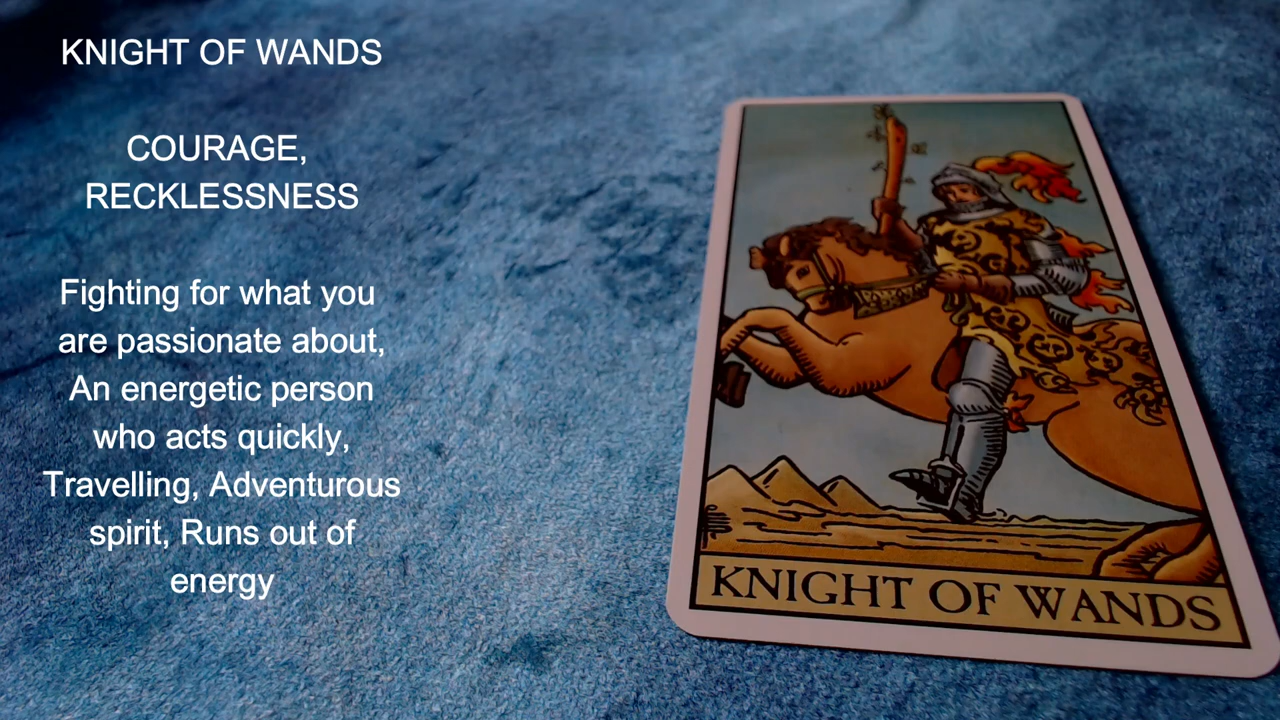 KNIGHT OF WANDS
COURAGE,
RECKLESSNESS
Fighting for what you
are passionate about,
An energetic person
who acts quickly,
Travelling, Adventurous
spirit, Runs out of
energy
KNIGHT OF WANDS